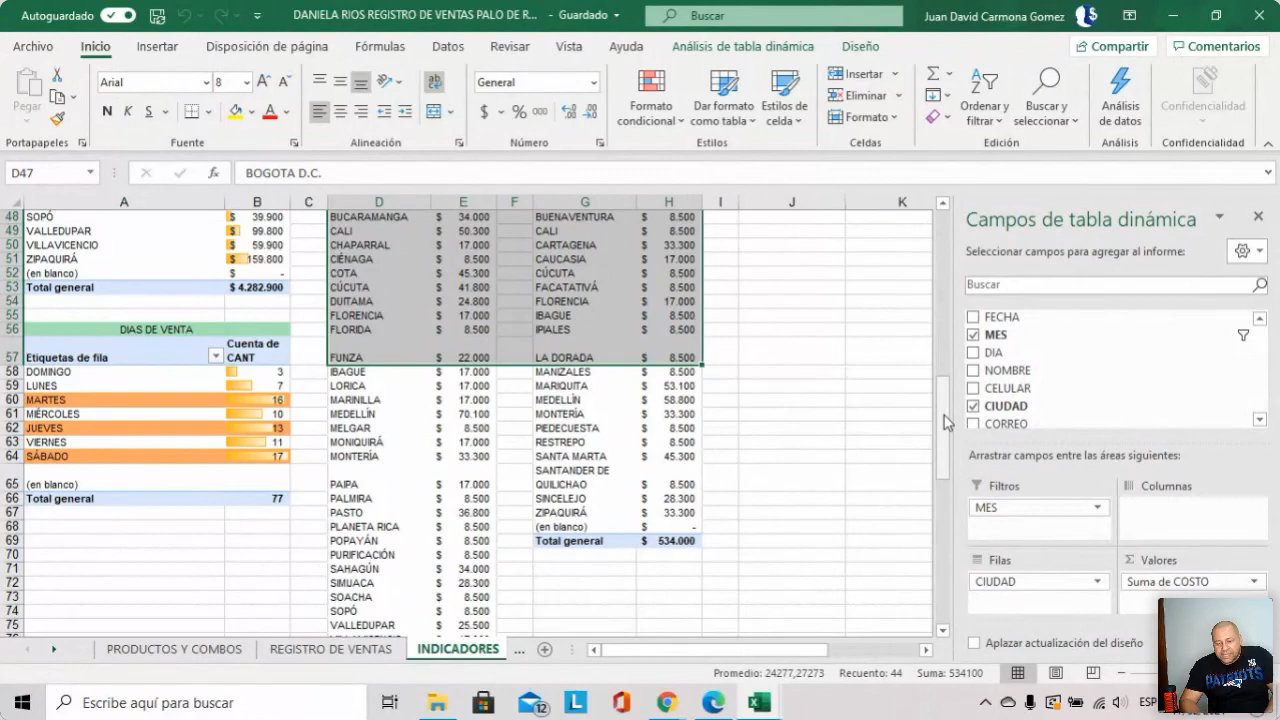 Autoguardado DANIELA RIOS REGISTRO DE VENTAS PALO DE R... - Guardado Buscar Juan David Carmona Gomez
Archivo Inicio Insertar Disposición de página Fórmulas Datos Revisar Vista Ayuda Análisis de tabla dinámica Diseño Compartir Comentarios
Pegar Arial 8 General Insertar Eliminar Formato
N K S
Formato condicional Dar formato como tabla Estilos de celda Ordenar y filtrar Buscar y seleccionar Análisis de datos Confidencialidad
Portapapeles Fuente Alineación Número Estilos Celdas Edición Análisis Confidencialidad
D47 BOGOTA D.C.
A B C D E F G H I J K
48 SOPÓ $ 39.900 BUCARAMANGA $ 34.000 BUENAVENTURA $ 8.500
49 VALLEDUPAR $ 99.800 CALI $ 50.300 CALI $ 8.500
50 VILLAVICENCIO $ 59.900 CHAPARRAL $ 17.000 CARTAGENA $ 33.300
51 ZIPAQUIRÁ $ 159.800 CIÉNAGA $ 8.500 CAUCASIA $ 17.000
52 (en blanco) $ - COTA $ 45.300 CÚCUTA $ 8.500
53 Total general $ 4.282.900 CÚCUTA $ 41.800 FACATATIVÁ $ 8.500
54 DUITAMA $ 24.800 FLORENCIA $ 17.000
55 FLORENCIA $ 17.000 IBAGUE $ 8.500
56 DIAS DE VENTA FLORIDA $ 8.500 IPIALES $ 8.500
57 Etiquetas de fila Cuenta de CANT FUNZA $ 22.000 LA DORADA $ 8.500
58 DOMINGO 3 IBAGUE $ 17.000 MANIZALES $ 8.500
59 LUNES 7 LORICA $ 17.000 MARIQUITA $ 53.100
60 MARTES 16 MARINILLA $ 17.000 MEDELLÍN $ 58.800
61 MIÉRCOLES 10 MEDELLÍN $ 70.100 MONTERÍA $ 33.300
62 JUEVES 13 MELGAR $ 17.000 PIEDECUESTA $ 8.500
63 VIERNES 11 MONIQUIRÁ $ 17.000 RESTREPO $ 8.500
64 SÁBADO 17 MONTERÍA $ 33.300 SANTA MARTA $ 45.300
65 (en blanco) PAIPA $ 17.000 SANTANDER DE QUILICHAO $ 8.500
66 Total general 77 PALMIRA $ 8.500 SINCELEJO $ 28.300
67 PASTO $ 36.800 ZIPAQUIRÁ $ 33.300
68 PLANETA RICA $ 8.500 (en blanco) $ -
69 POPAYÁN $ 8.500 Total general $ 534.000
70 PURIFICACIÓN $ 8.500
71 SAHAGÚN $ 34.000
72 SIMUACA $ 28.300
73 SOACHA $ 8.500
74 SOPÓ $ 8.500
75 VALLEDUPAR $ 25.500
Campos de tabla dinámica
Seleccionar campos para agregar al informe:
Buscar
FECHA
MES
DIA
NOMBRE
CELULAR
CIUDAD
CORREO
Arrastrar campos entre las áreas siguientes:
Filtros Columnas
MES
Filas Valores
CIUDAD Suma de COSTO
Aplazar actualización del diseño
PRODUCTOS Y COMBOS REGISTRO DE VENTAS INDICADORES ...
Promedio: 24277,27273 Recuento: 44 Suma: 534100
Escribe aquí para buscar 12 ESP
PATRIOTS